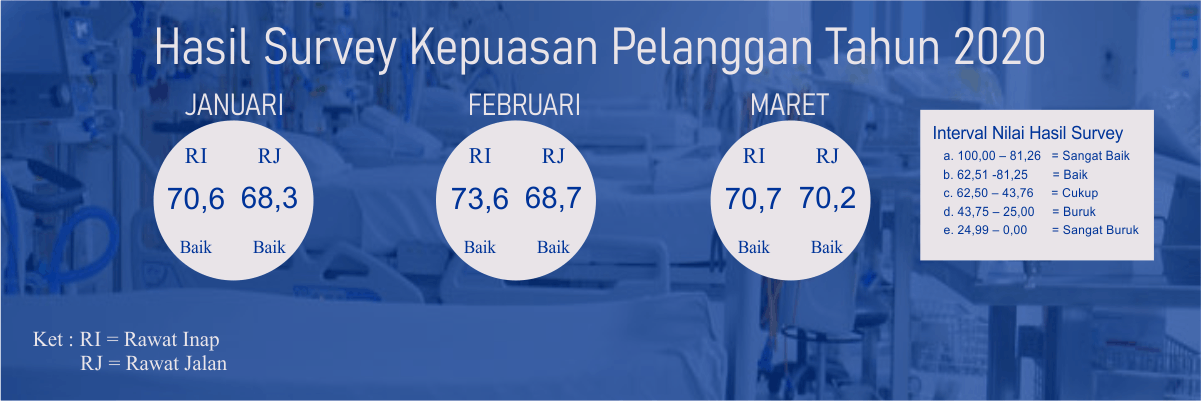 Hasil Survey Kepuasan Pelanggan Tahun 2020
JANUARI
RI RJ
70,6 68,3
Baik Baik
FEBRUARI
RI RJ
73,6 68,7
Baik Baik
MARET
RI RJ
70,7 70,2
Baik Baik
Interval Nilai Hasil Survey
a. 100,00 – 81,26 = Sangat Baik
b. 62,51 -81,25 = Baik
c. 62,50 – 43,76 = Cukup
d. 43,75 – 25,00 = Buruk
e. 24,99 – 0,00 = Sangat Buruk
Ket : RI = Rawat Inap
RJ = Rawat Jalan